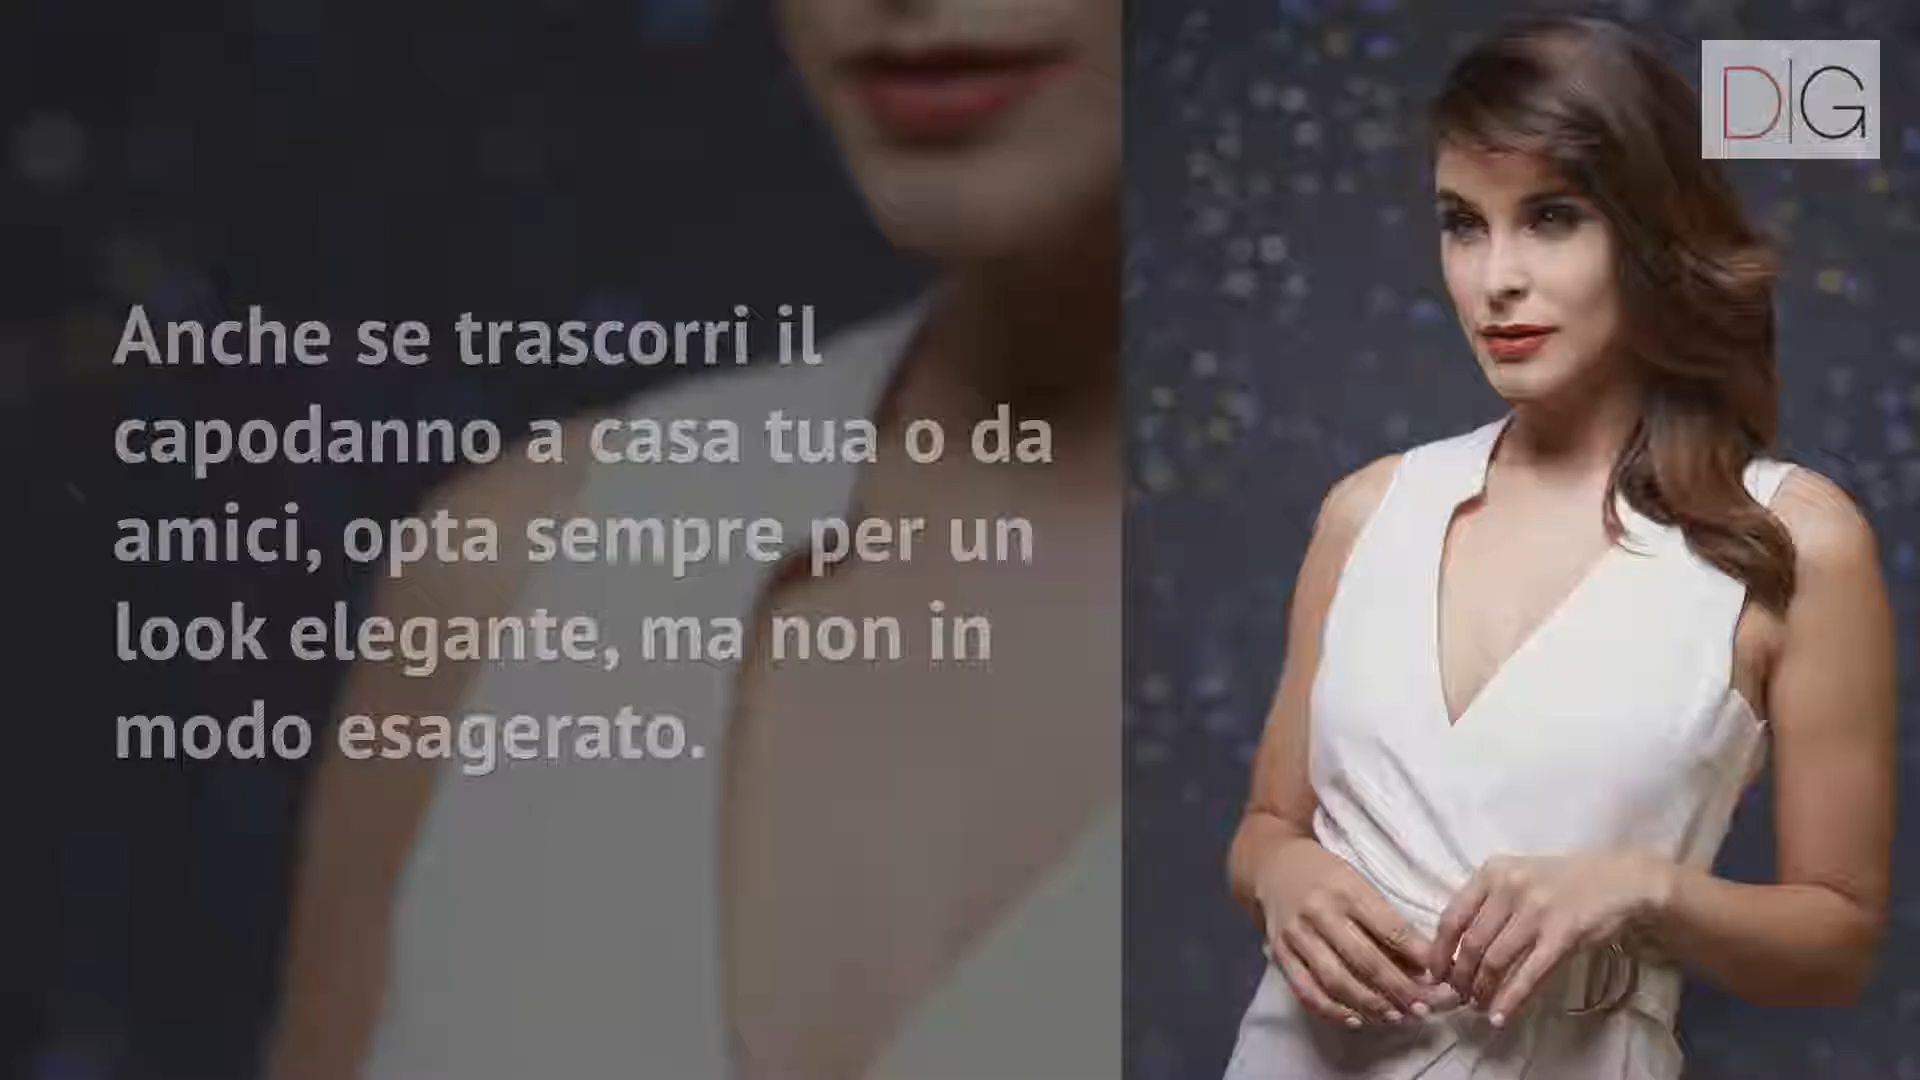 D|G
Anche se trascorri il
capodanno a casa tua o da
amici, opta sempre per un
look elegante, ma non in
modo esagerato.